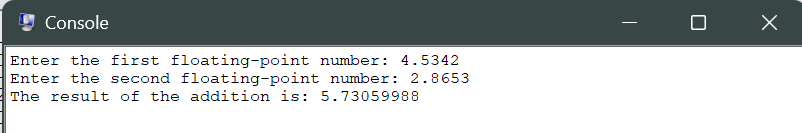 Console
Enter the first floating-point number: 4.5342
Enter the second floating-point number: 2.8653
The result of the addition is: 5.73059988